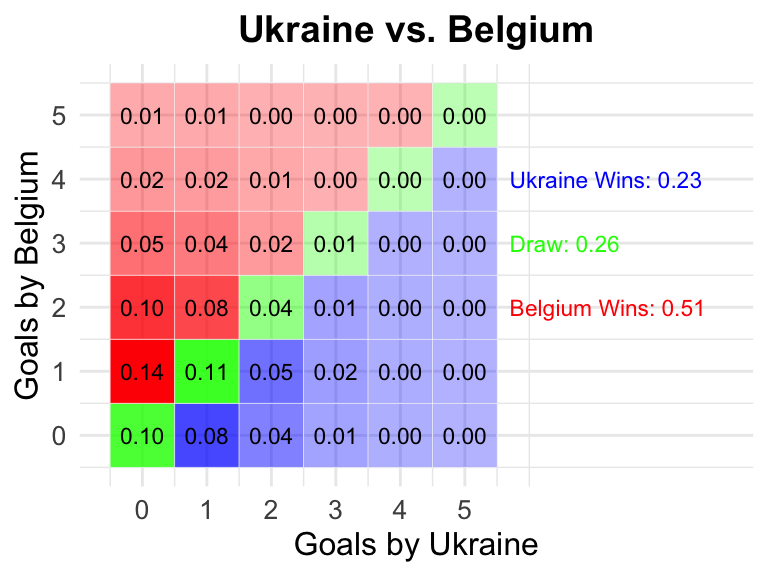 Ukraine vs. Belgium
Goals by Belgium
5 0.01 0.01 0.00 0.00 0.00 0.00
4 0.02 0.02 0.01 0.00 0.00 0.00 Ukraine Wins: 0.23
3 0.05 0.04 0.02 0.01 0.00 0.00 Draw: 0.26
2 0.10 0.08 0.04 0.01 0.00 0.00 Belgium Wins: 0.51
1 0.14 0.11 0.05 0.02 0.00 0.00
0 0.10 0.08 0.04 0.01 0.00 0.00
0 1 2 3 4 5
Goals by Ukraine